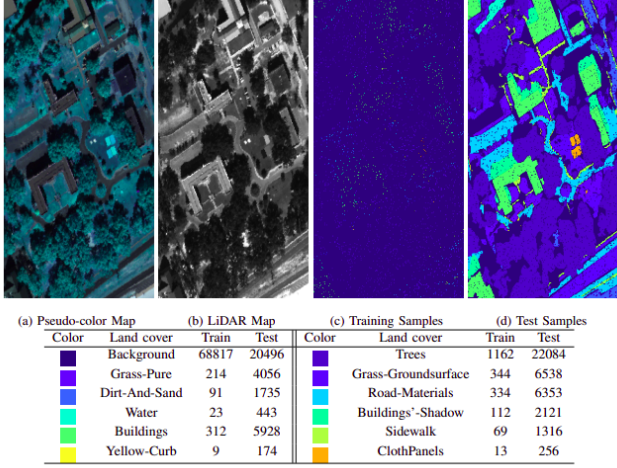 (a) Pseudo-color Map (b) LiDAR Map (c) Training Samples (d) Test Samples
Color Land cover Train Test Color Land cover Train Test
Background 68817 20496 Trees 1162 22084
Grass-Pure 214 4056 Grass-Groundsurface 344 6538
Dirt-And-Sand 91 1735 Road-Materials 334 6353
Water 23 443 Buildings'-Shadow 112 2121
Buildings 312 5928 Sidewalk 69 1316
Yellow-Curb 9 174 ClothPanels 13 256